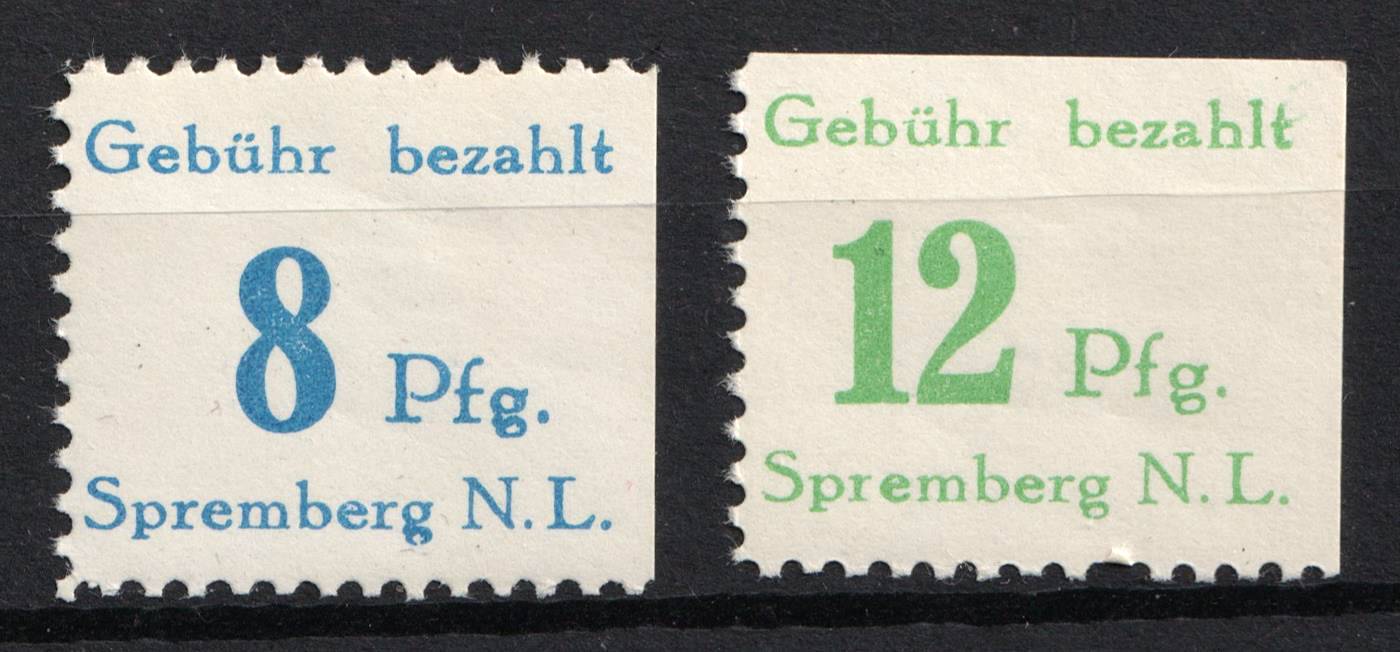 Gebühr bezahlt
8 Pfg.
Spremberg N.L.
Gebühr bezahlt
12 Pfg.
Spremberg N.L.